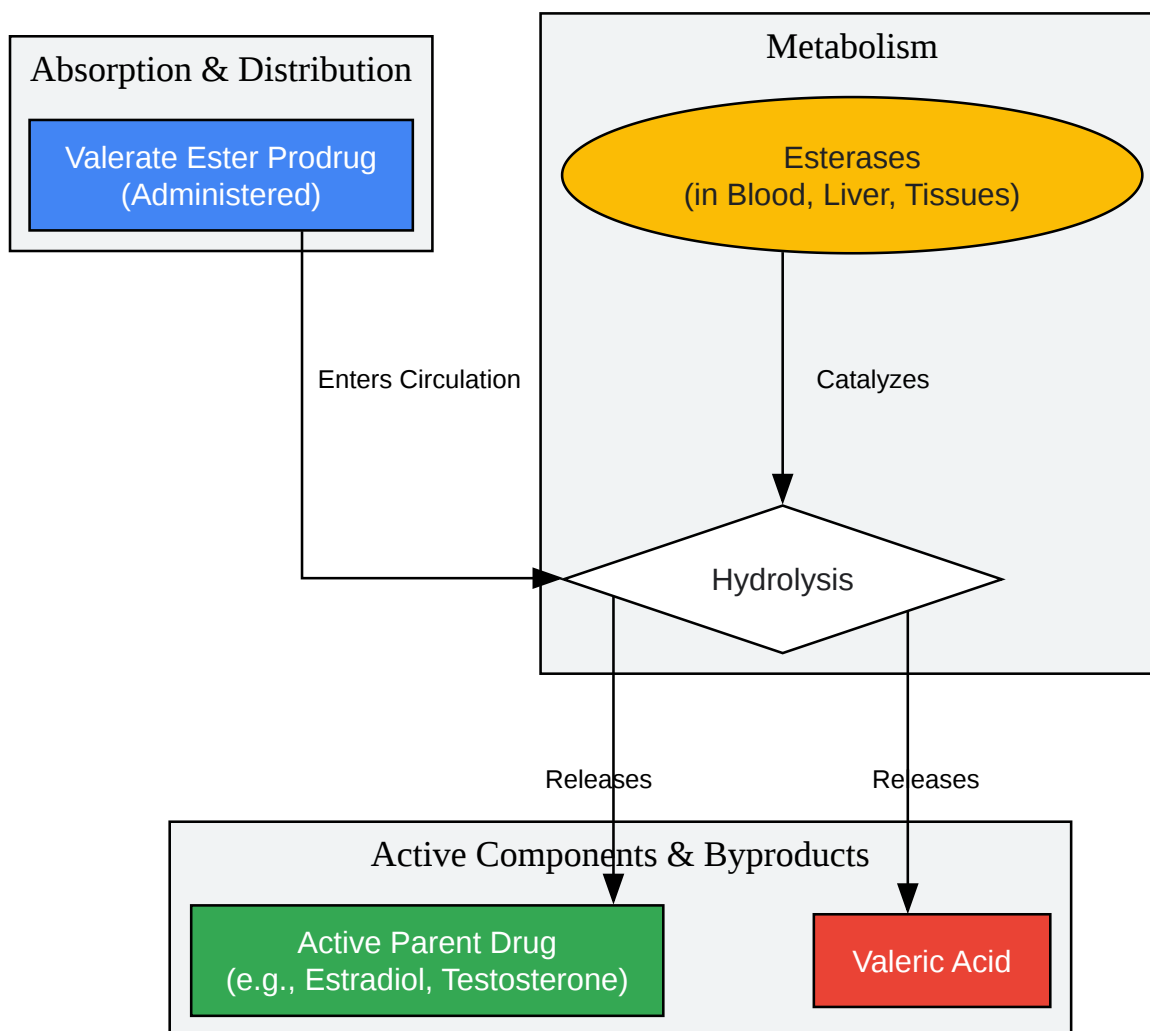 Absorption & Distribution
Valerate Ester Prodrug
(Administered)
Metabolism
Esterases
(in Blood, Liver, Tissues)
Enters Circulation
Catalyzes
Hydrolysis
Releases
Releases
Active Components & Byproducts
Active Parent Drug
(e.g., Estradiol, Testosterone)
Valeric Acid